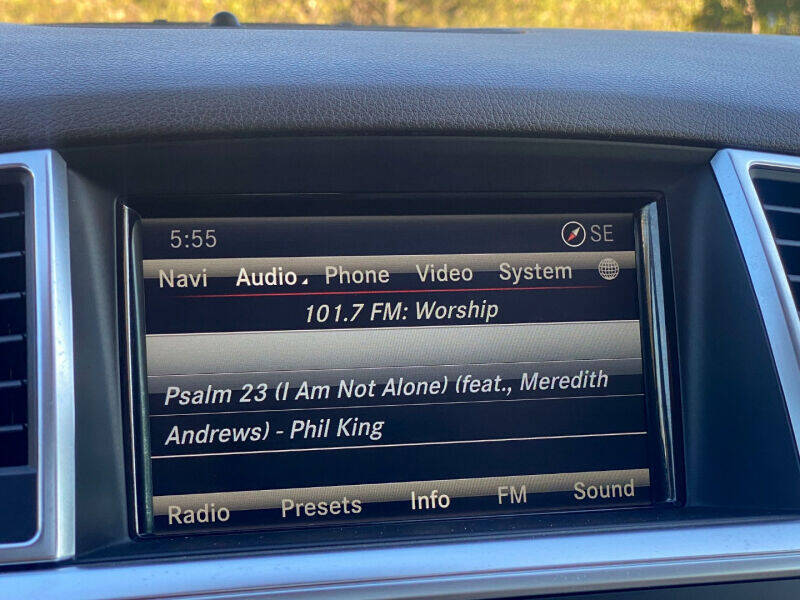 5:55 SE
Navi Audio Phone Video System
101.7 FM: Worship
Psalm 23 (I Am Not Alone) (feat., Meredith
Andrews) - Phil King
Radio Presets Info FM Sound